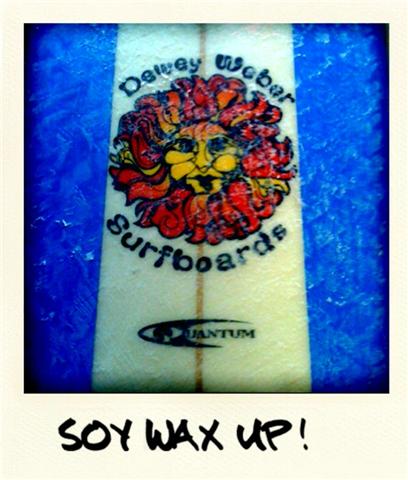 Dewey Weber
Surfboards
QUANTUM
SOY WAX UP!